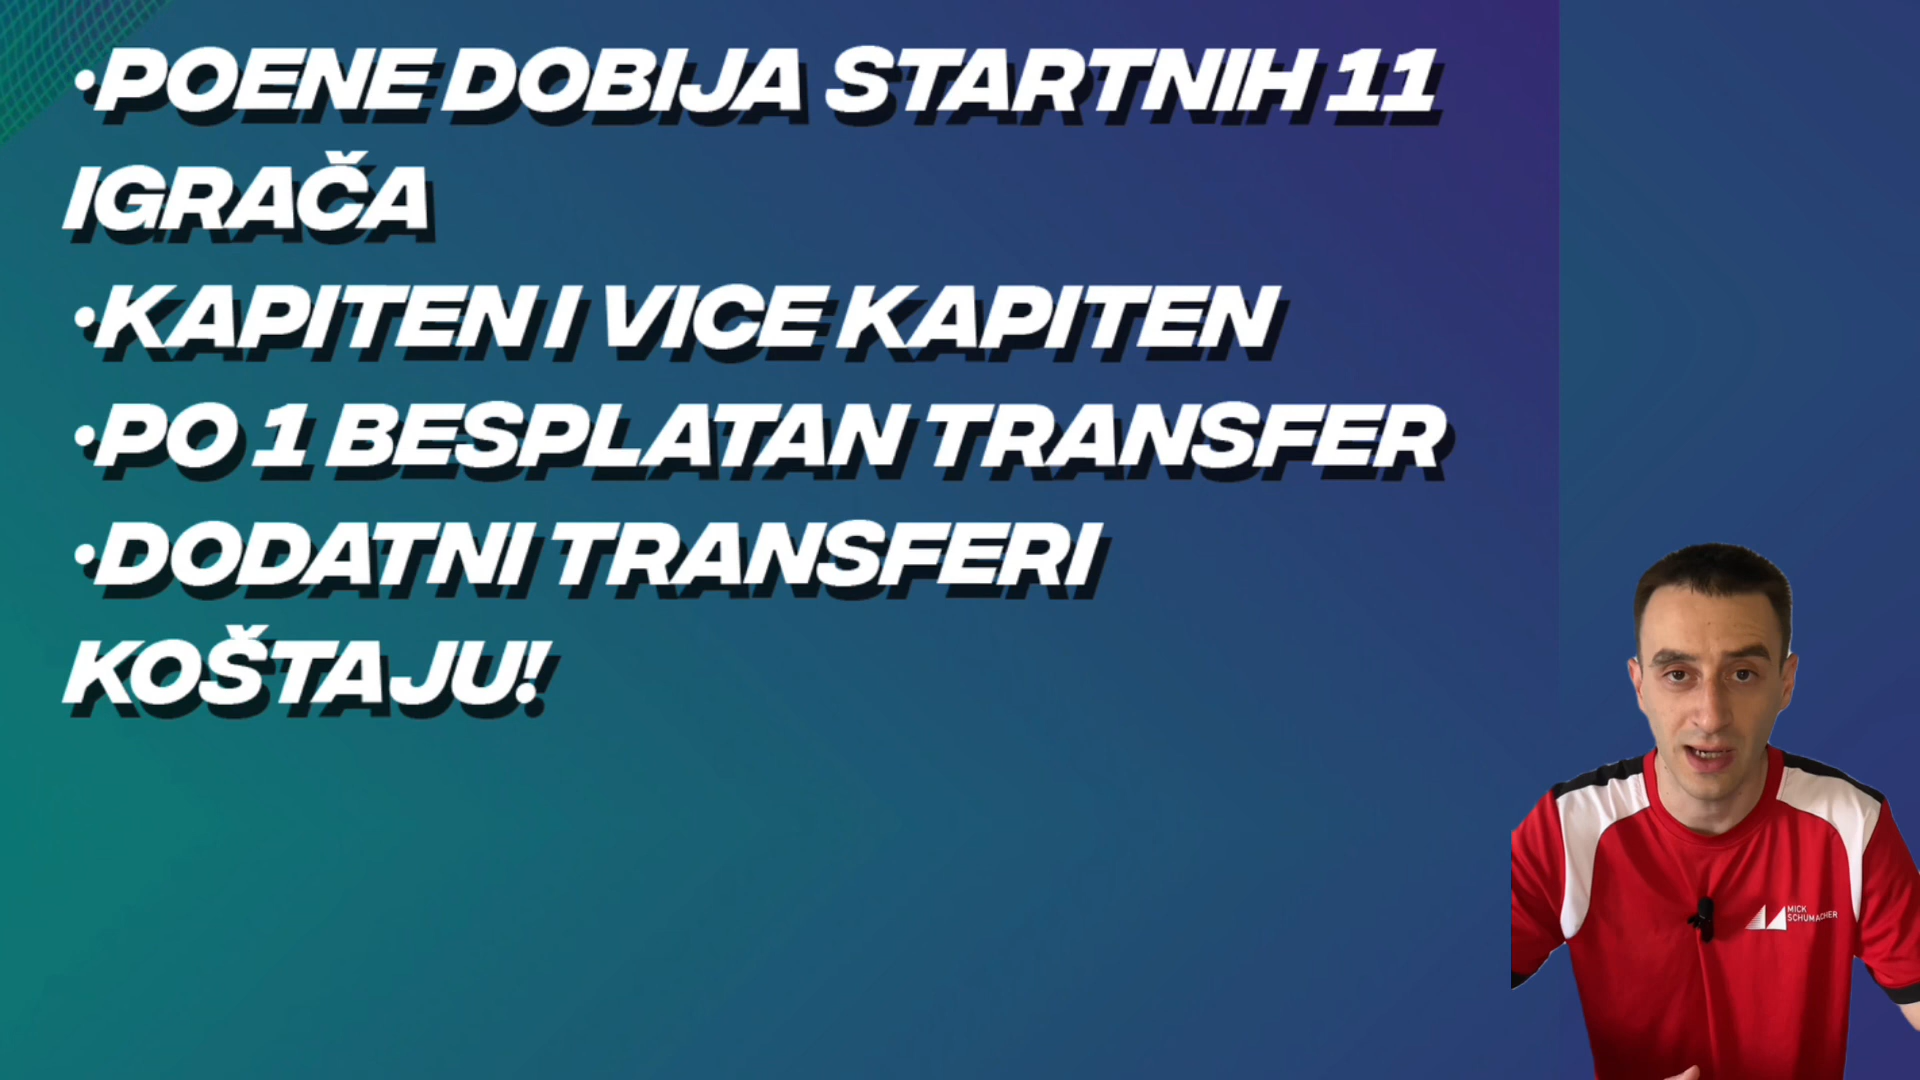 •POENE DOBIJA STARTNIH 11
IGRAČA
•KAPITEN I VICE KAPITEN
•PO 1 BESPLATAN TRANSFER
•DODATNI TRANSFERI
KOŠTAJU!
MICK
SCHUMACHER